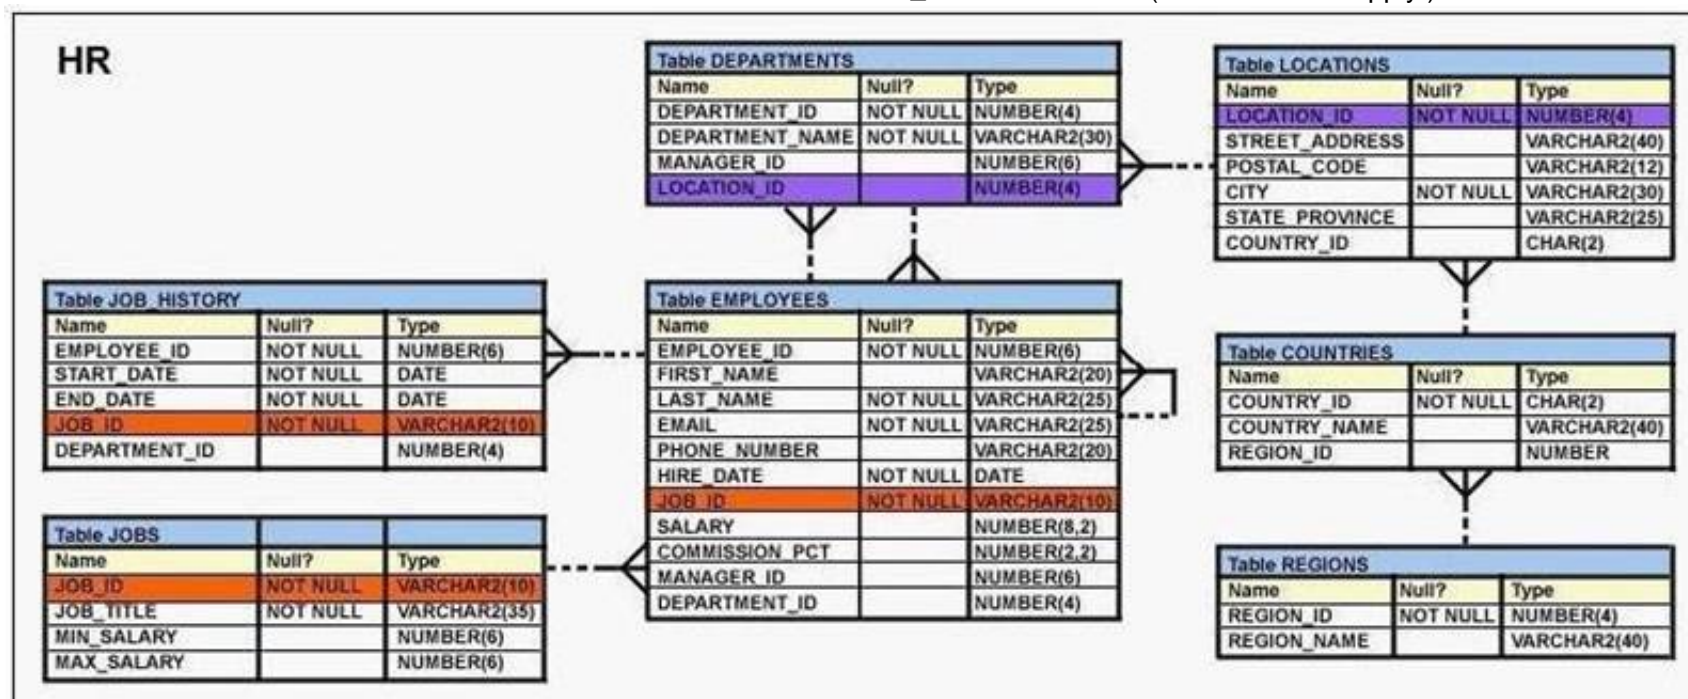 HR
Table DEPARTMENTS
Name Null? Type
DEPARTMENT_ID NOT NULL NUMBER(4)
DEPARTMENT_NAME NOT NULL VARCHAR2(30)
MANAGER_ID NUMBER(6)
LOCATION_ID NUMBER(4)
Table LOCATIONS
Name Null? Type
LOCATION_ID NOT NULL NUMBER(4)
STREET_ADDRESS VARCHAR2(40)
POSTAL_CODE VARCHAR2(12)
CITY NOT NULL VARCHAR2(30)
STATE_PROVINCE VARCHAR2(25)
COUNTRY_ID CHAR(2)
Table JOB_HISTORY
Name Null? Type
EMPLOYEE_ID NOT NULL NUMBER(6)
START_DATE NOT NULL DATE
END_DATE NOT NULL DATE
JOB_ID NOT NULL VARCHAR2(10)
DEPARTMENT_ID NUMBER(4)
Table EMPLOYEES
Name Null? Type
EMPLOYEE_ID NOT NULL NUMBER(6)
FIRST_NAME VARCHAR2(20)
LAST_NAME NOT NULL VARCHAR2(25)
EMAIL NOT NULL VARCHAR2(25)
PHONE_NUMBER VARCHAR2(20)
HIRE_DATE NOT NULL DATE
JOB_ID NOT NULL VARCHAR2(10)
SALARY NUMBER(8,2)
COMMISSION_PCT NUMBER(2,2)
MANAGER_ID NUMBER(6)
DEPARTMENT_ID NUMBER(4)
Table COUNTRIES
Name Null? Type
COUNTRY_ID NOT NULL CHAR(2)
COUNTRY_NAME VARCHAR2(40)
REGION_ID NUMBER
Table JOBS
Name Null? Type
JOB_ID NOT NULL VARCHAR2(10)
JOB_TITLE NOT NULL VARCHAR2(35)
MIN_SALARY NUMBER(6)
MAX_SALARY NUMBER(6)
Table REGIONS
Name Null? Type
REGION_ID NOT NULL NUMBER(4)
REGION_NAME VARCHAR2(40)